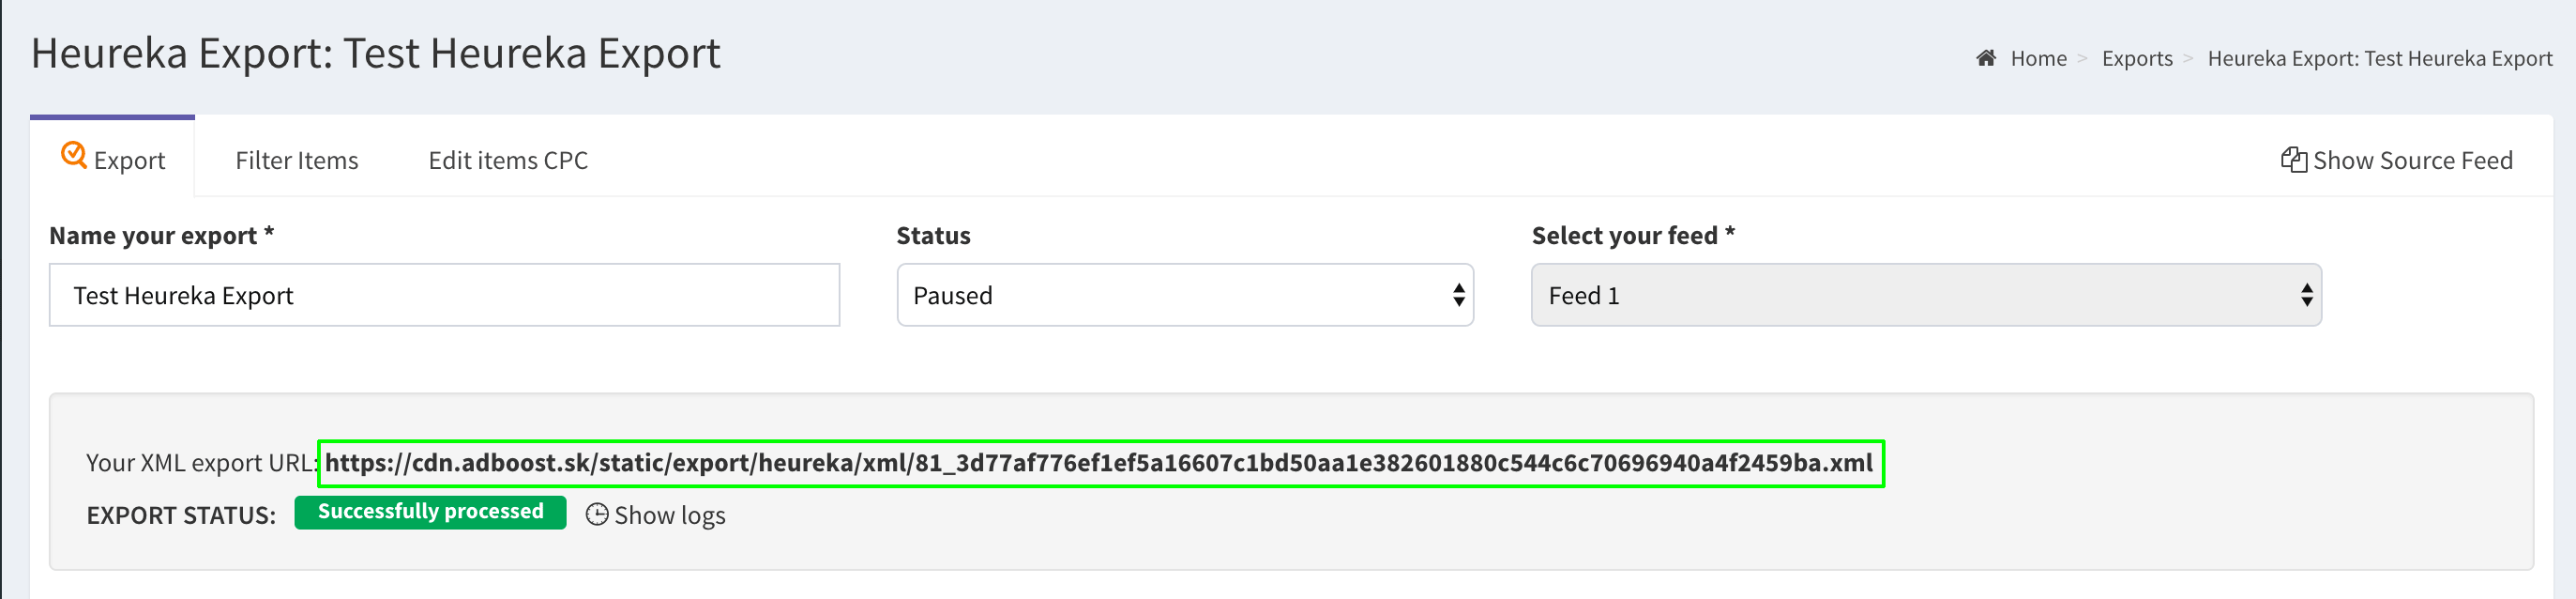 Heureka Export: Test Heureka Export
Home > Exports > Heureka Export: Test Heureka Export
Export Filter Items Edit items CPC Show Source Feed
Name your export * Status Select your feed *
Test Heureka Export Paused Feed 1
Your XML export URL: https://cdn.adboost.sk/static/export/heureka/xml/81_3d77af776ef1ef5a16607c1bd50aa1e382601880c544c6c70696940a4f2459ba.xml
EXPORT STATUS: Successfully processed Show logs